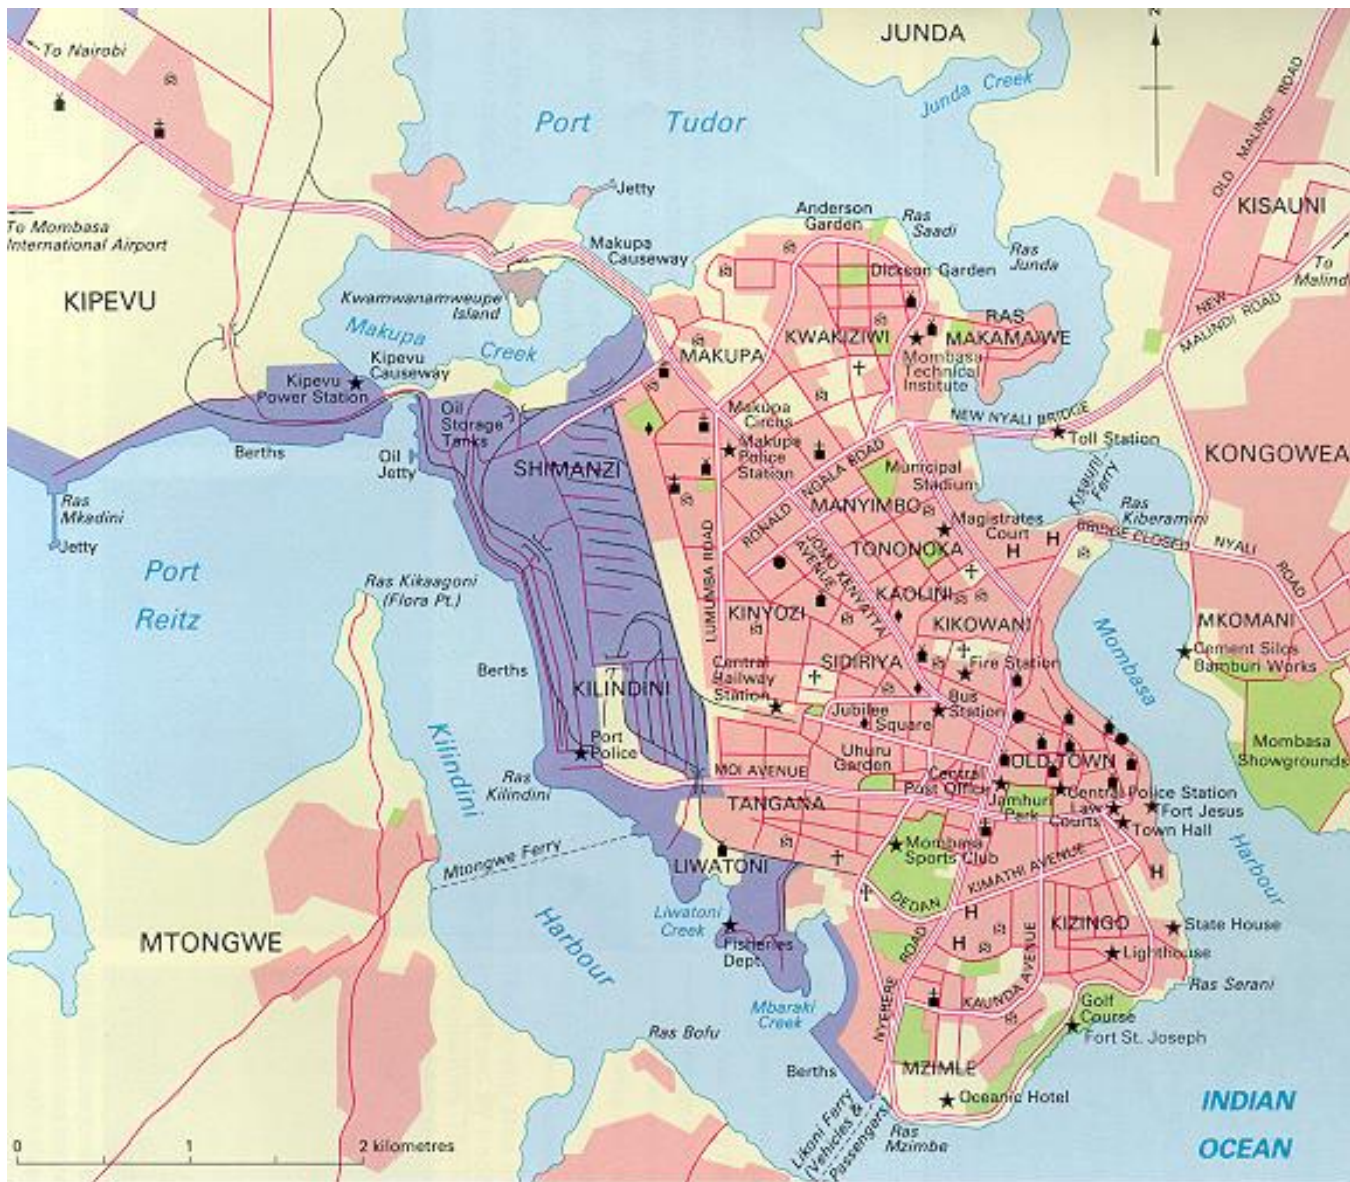 JUNDA
To Nairobi
Junda Creek
Port Tudor
OLD MALINDI ROAD
Jetty
Anderson
Garden
Ras
Saadi
KISAUNI
To Mombasa
International Airport
Makupa
Causeway
Ras
Junda
Dickson Garden
To
Malindi
KIPEVU
Kwamwanamweupe
Island
NEW
MALINDI ROAD
RAS
MAKAMAIWE
Makupa
Creek
KWAKIZIWI
MAKUPA
Kipevu
Causeway
Mombasa
Technical
Institute
Kipevu
Power Station
Oil
Storage
Tanks
Makupa
Circhs
NEW NYALI BRIDGE
Toll Station
Makupa
Police
Station
Berths
Oil
Jetty
SHIMANZI
RONALD NGALA ROAD
Municipal
Stadium
KONGOWEA
Kisauni
Ferry
Ras
Mkadini
MANYIMBO
Ras
Kiberamini
Magistrates
Court
H
H
BRIDGE CLOSED
NYALI
ROAD
Jetty
LUMUMBA ROAD
JOMO KENYATTA
AVENUE
TONONOKA
Port
Reitz
Ras Kikaagoni
(Flora Pt.)
KAOLINI
KINYOZI
KIKOWANI
MKOMANI
Mombasa
Berths
Central
Railway
Station
SIDIRIYA
Fire Station
Cement Silos
Bamburi Works
KILINDINI
Jubilee
Square
Bus
Station
Kilindini
Port
Police
Uhuru
Garden
OLD TOWN
Mombasa
Showgrounds
Ras
Kilindini
MOI AVENUE
Central
Post Office
TANGANA
Jamhuri
Park
Central Police Station
Law
Courts
Fort Jesus
Town Hall
Mtongwe Ferry
Mombasa
Sports Club
Harbour
LIWATONI
DEDAN KIMATHI AVENUE
H
Liwatoni
Creek
Harbour
H
KIZINGO
State House
MTONGWE
Fisheries
Dept.
H
Lighthouse
NYERERE ROAD
KAUNDA AVENUE
Ras Serani
Mbaraki
Creek
Golf
Course
Ras Bofu
Fort St. Joseph
Berths
MZIMLE
Oceanic Hotel
INDIAN
OCEAN
Likoni Ferry
(Vehicles &
Passengers)
Ras
Mzimbe
0 1 2 kilometres